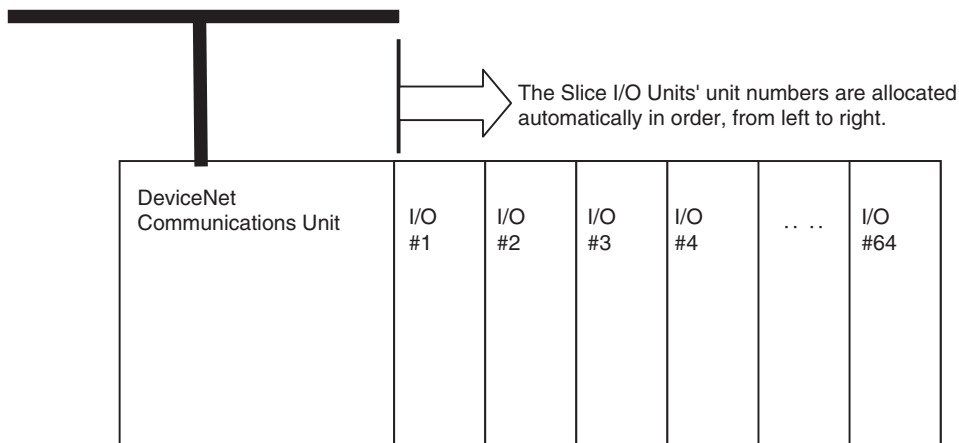 The Slice I/O Units' unit numbers are allocated
automatically in order, from left to right.
DeviceNet
Communications Unit
I/O
#1
I/O
#2
I/O
#3
I/O
#4
.. ..
I/O
#64